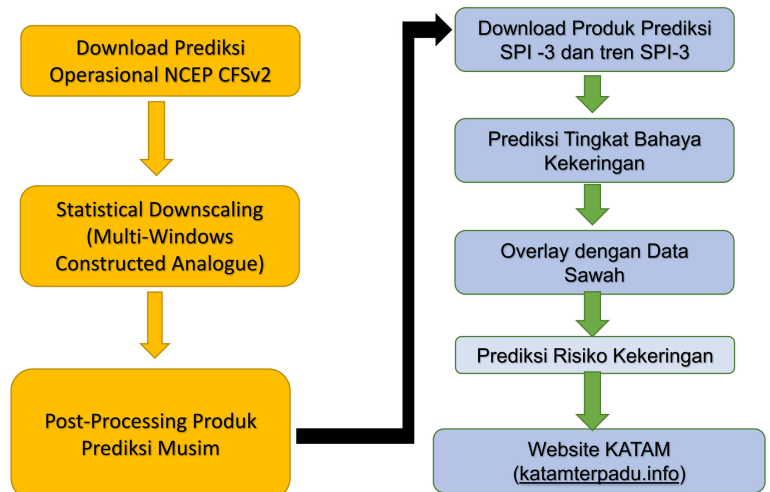 Download Prediksi
Operasional NCEP CFSv2
Statistical Downscaling
(Multi-Windows
Constructed Analogue)
Post-Processing Produk
Prediksi Musim
Download Produk Prediksi
SPI -3 dan tren SPI-3
Prediksi Tingkat Bahaya
Kekeringan
Overlay dengan Data
Sawah
Prediksi Risiko Kekeringan
Website KATAM
(katamterpadu.info)